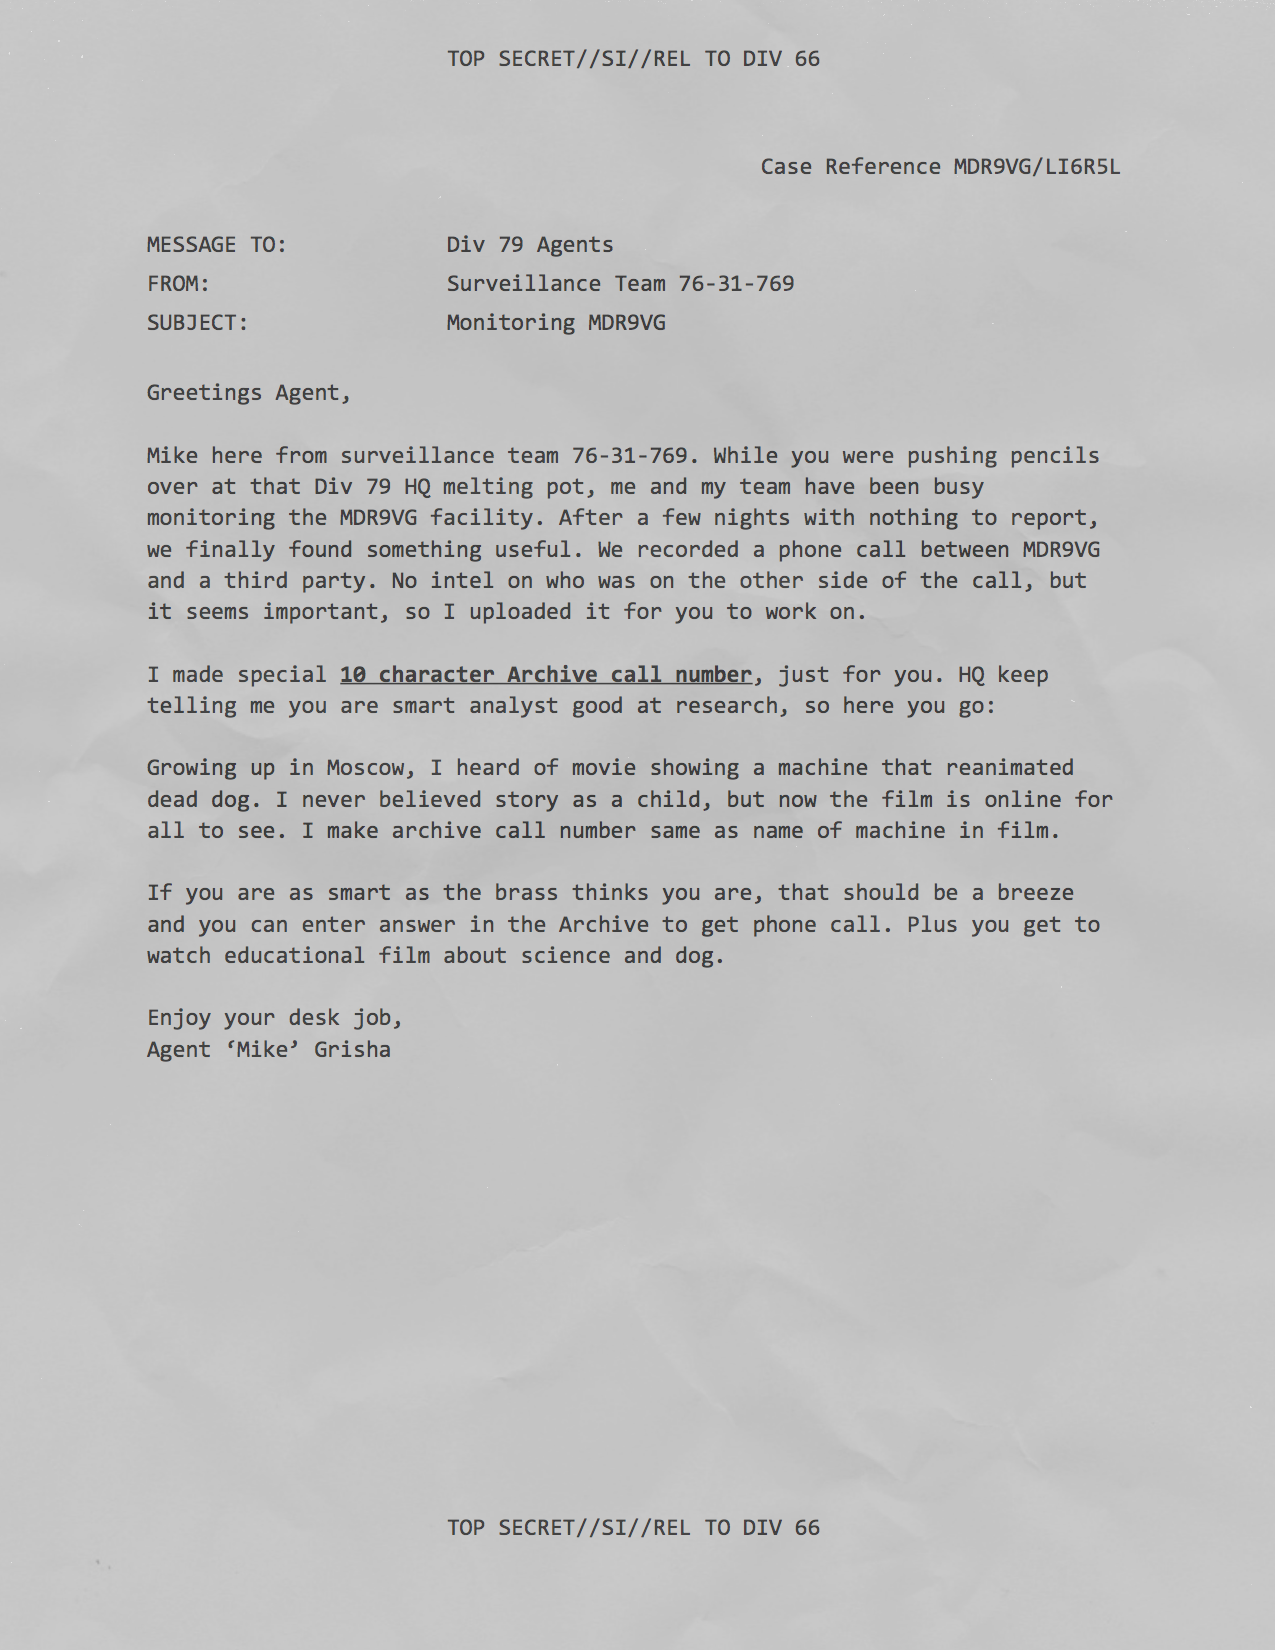 TOP SECRET//SI//REL TO DIV 66
Case Reference MDR9VG/LI6R5L
MESSAGE TO: Div 79 Agents
FROM: Surveillance Team 76-31-769
SUBJECT: Monitoring MDR9VG
Greetings Agent,
Mike here from surveillance team 76-31-769. While you were pushing pencils
over at that Div 79 HQ melting pot, me and my team have been busy
monitoring the MDR9VG facility. After a few nights with nothing to report,
we finally found something useful. We recorded a phone call between MDR9VG
and a third party. No intel on who was on the other side of the call, but
it seems important, so I uploaded it for you to work on.
I made special 10 character Archive call number, just for you. HQ keep
telling me you are smart analyst good at research, so here you go:
Growing up in Moscow, I heard of movie showing a machine that reanimated
dead dog. I never believed story as a child, but now the film is online for
all to see. I make archive call number same as name of machine in film.
If you are as smart as the brass thinks you are, that should be a breeze
and you can enter answer in the Archive to get phone call. Plus you get to
watch educational film about science and dog.
Enjoy your desk job,
Agent ‘Mike’ Grisha
TOP SECRET//SI//REL TO DIV 66